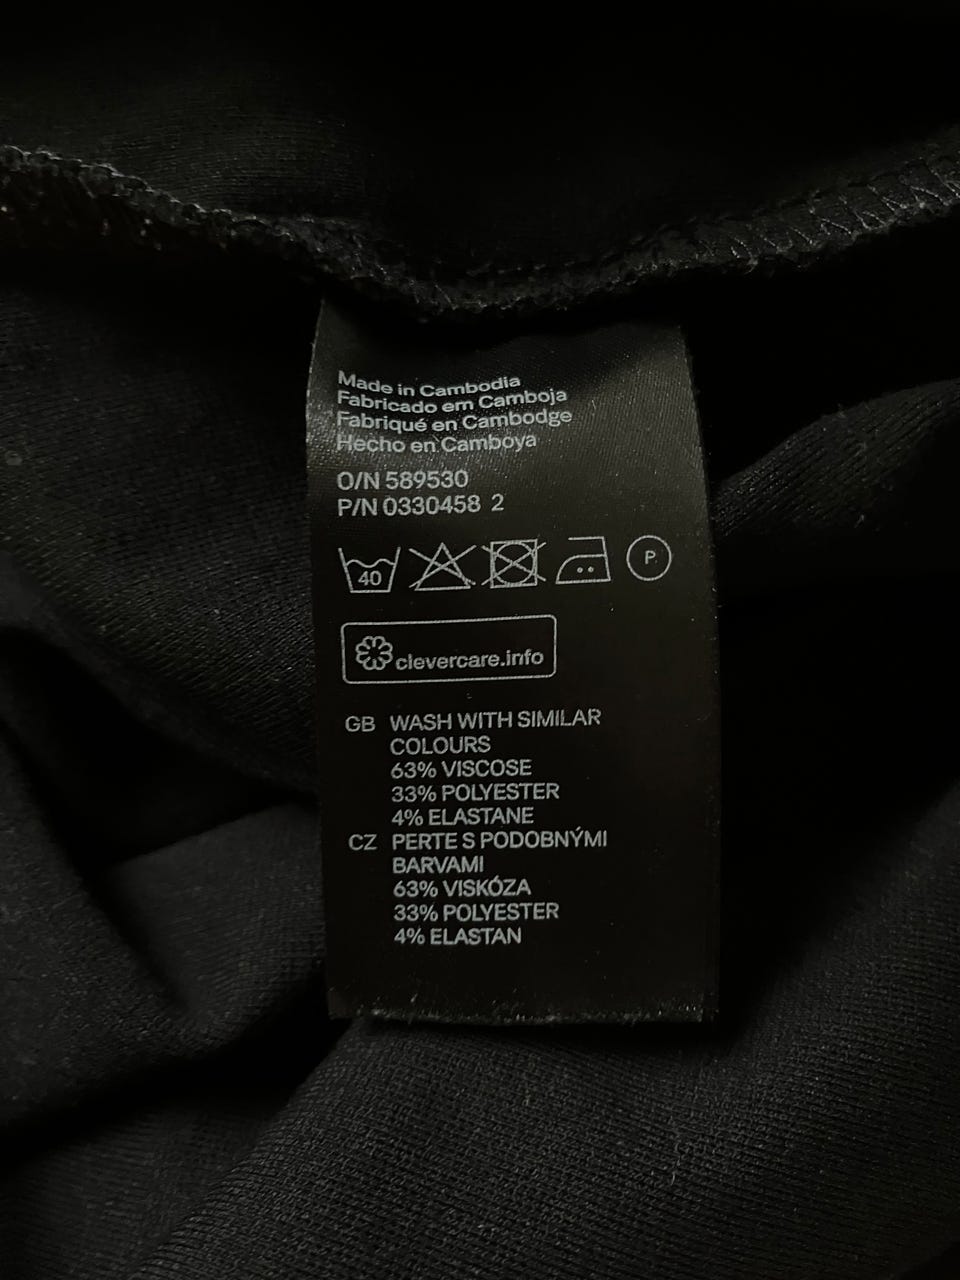 Made in Cambodia
Fabricado em Camboja
Fabriqué en Cambodge
Hecho en Camboya
O/N 589530
P/N 0330458 2
40 P
clevercare.info
GB WASH WITH SIMILAR
COLOURS
63% VISCOSE
33% POLYESTER
4% ELASTANE
CZ PERTE S PODOBNÝMI
BARVAMI
63% VISKÓZA
33% POLYESTER
4% ELASTAN